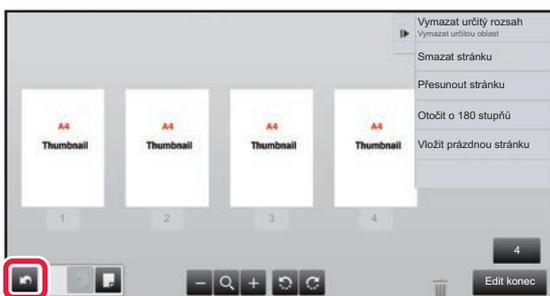 Vymazat určitý rozsah
Vymazat určitou oblast
Smazat stránku
Přesunout stránku
Otočit o 180 stupňů
Vložit prázdnou stránku
A4
Thumbnail
A4
Thumbnail
A4
Thumbnail
A4
Thumbnail
1
2
3
4
4
Edit konec